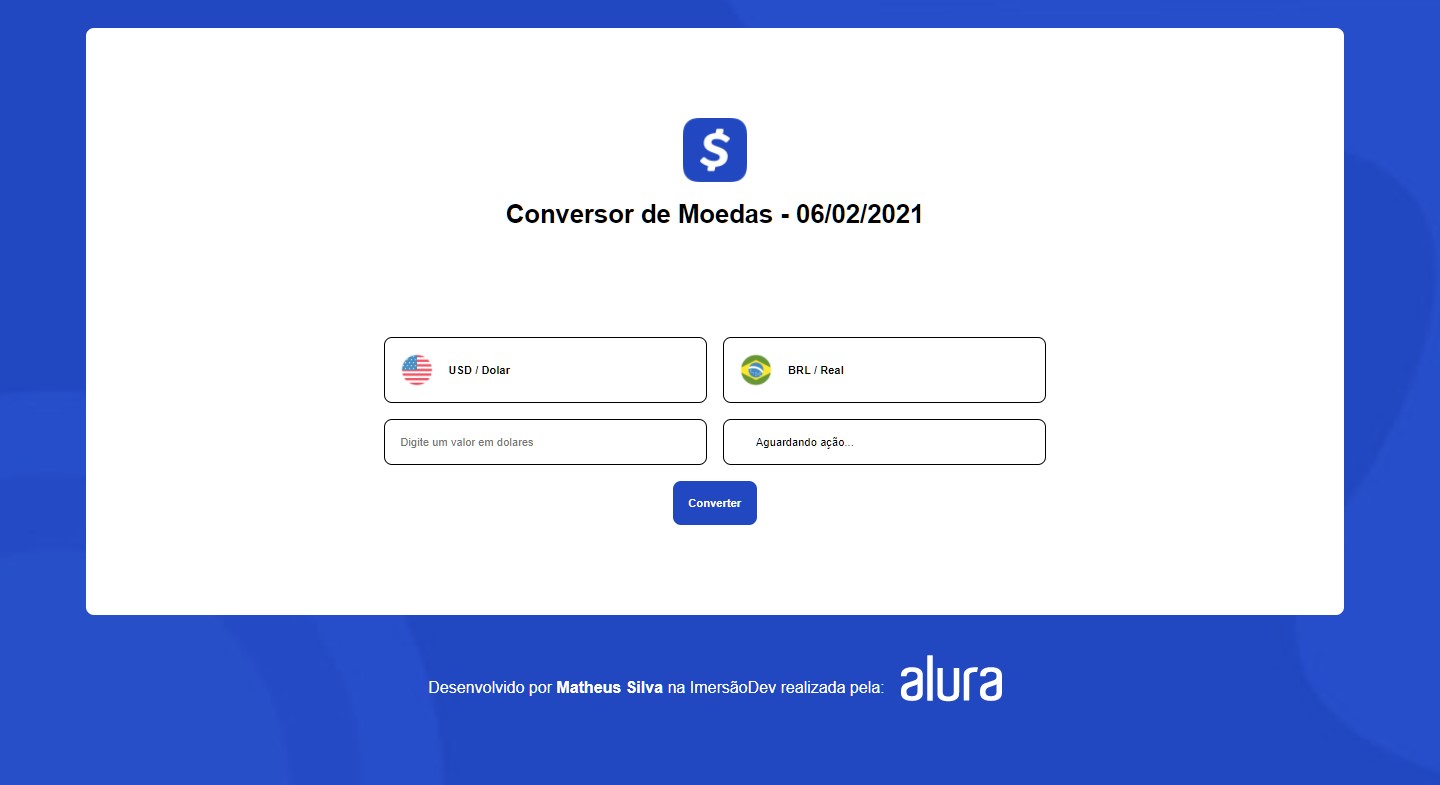 $
Conversor de Moedas - 06/02/2021
USD / Dolar
BRL / Real
Digite um valor em dolares
Aguardando ação...
Converter
Desenvolvido por Matheus Silva na ImersãoDev realizada pela: alura